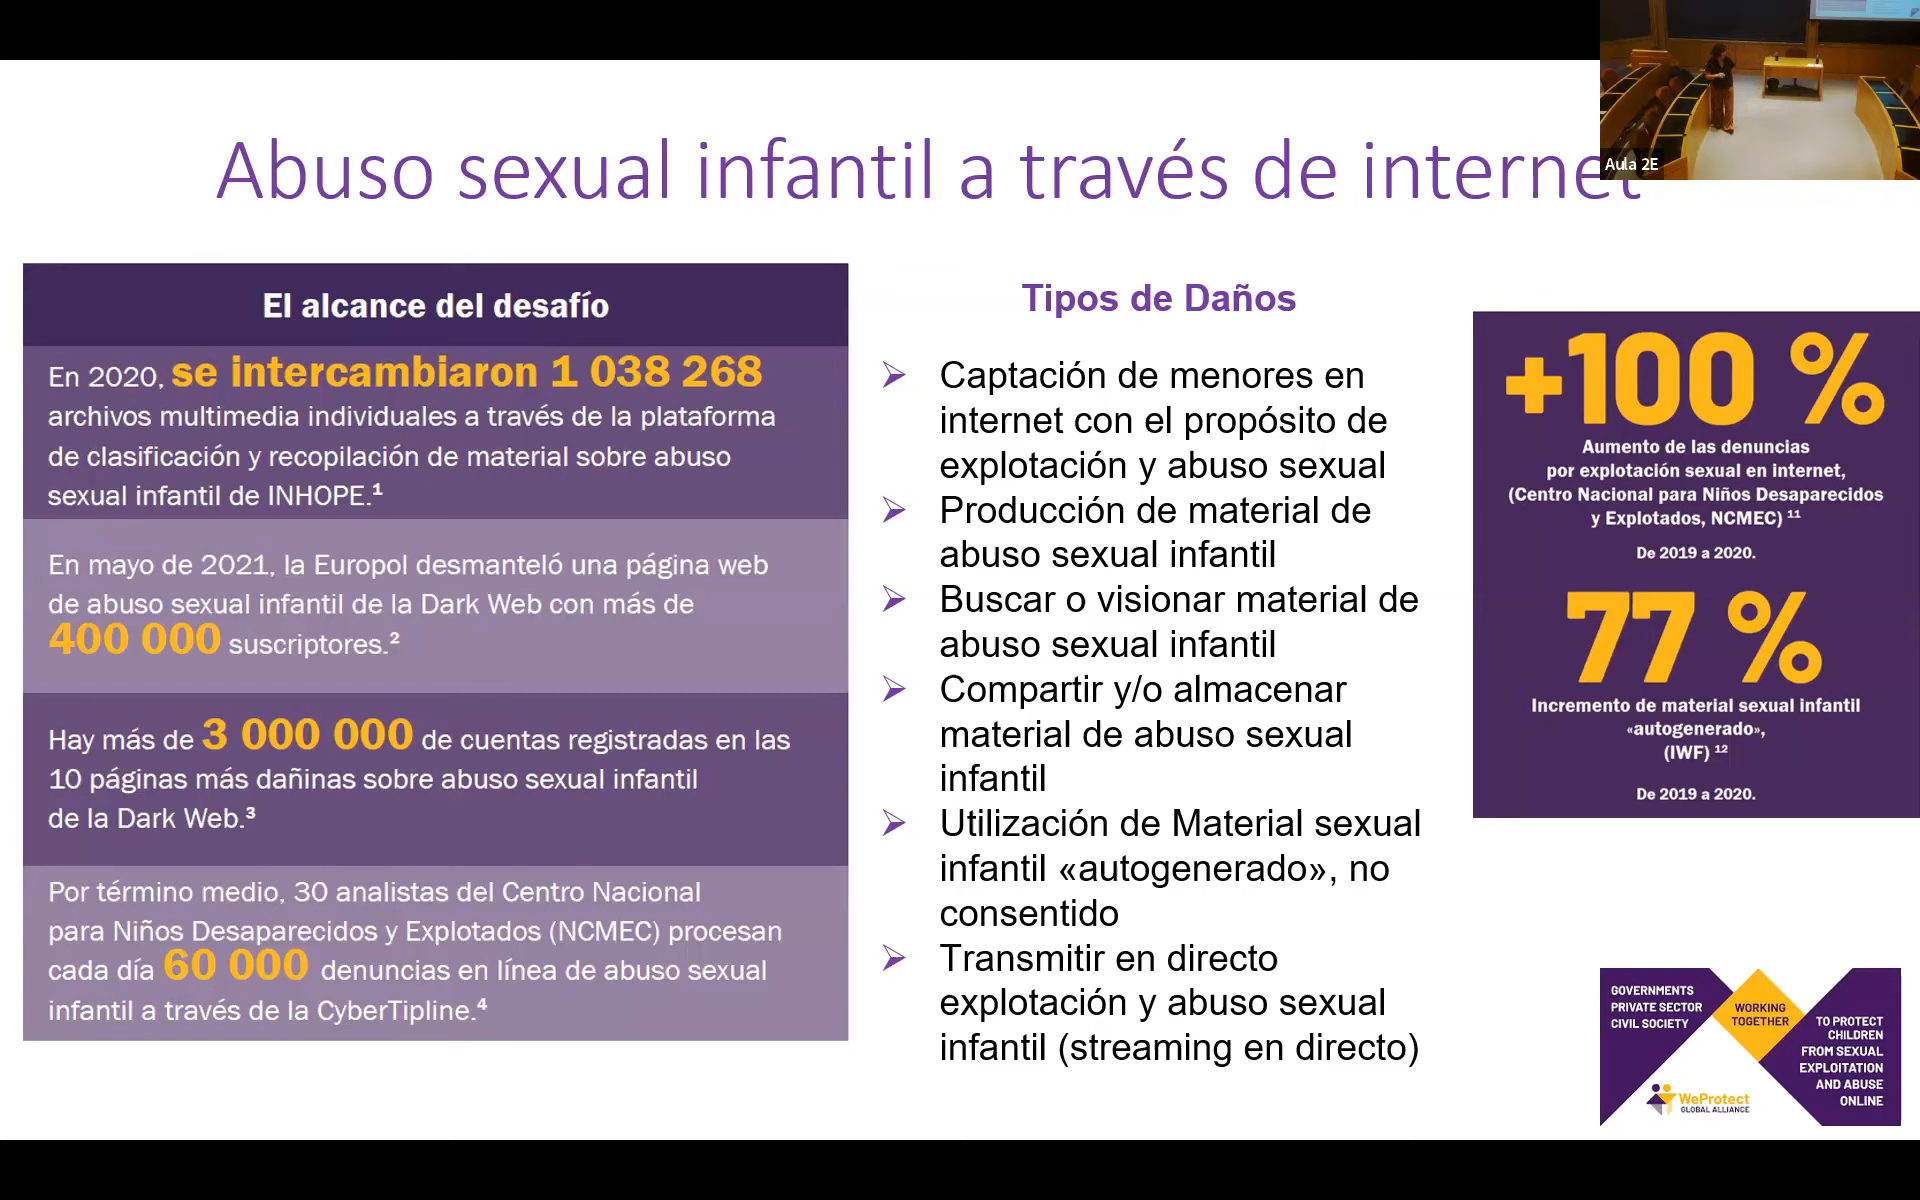 Abuso sexual infantil a través de internet
Aula 2E
El alcance del desafío
En 2020, se intercambiaron 1 038 268
archivos multimedia individuales a través de la plataforma
de clasificación y recopilación de material sobre abuso
sexual infantil de INHOPE.¹
En mayo de 2021, la Europol desmanteló una página web
de abuso sexual infantil de la Dark Web con más de
400 000 suscriptores.²
Hay más de 3 000 000 de cuentas registradas en las
10 páginas más dañinas sobre abuso sexual infantil
de la Dark Web.³
Por término medio, 30 analistas del Centro Nacional
para Niños Desaparecidos y Explotados (NCMEC) procesan
cada día 60 000 denuncias en línea de abuso sexual
infantil a través de la CyberTipline.⁴
Tipos de Daños
Captación de menores en
internet con el propósito de
explotación y abuso sexual
Producción de material de
abuso sexual infantil
Buscar o visionar material de
abuso sexual infantil
Compartir y/o almacenar
material de abuso sexual
infantil
Utilización de Material sexual
infantil «autogenerado», no
consentido
Transmitir en directo
explotación y abuso sexual
infantil (streaming en directo)
+100 %
Aumento de las denuncias
por explotación sexual en internet,
(Centro Nacional para Niños Desaparecidos
y Explotados, NCMEC) ¹¹
De 2019 a 2020.
77 %
Incremento de material sexual infantil
«autogenerado»,
(IWF) ¹²
De 2019 a 2020.
GOVERNMENTS
PRIVATE SECTOR
CIVIL SOCIETY
WORKING
TOGETHER
TO PROTECT
CHILDREN
FROM SEXUAL
EXPLOITATION
AND ABUSE
ONLINE
WeProtect
GLOBAL ALLIANCE